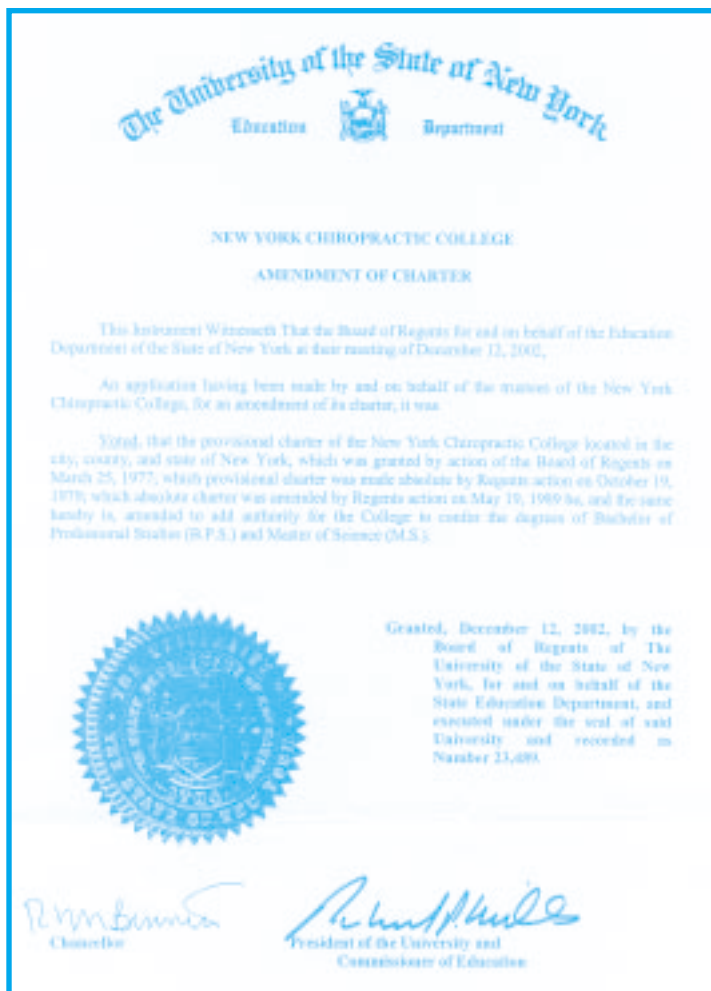 The University of the State of New York
Education Department
NEW YORK CHIROPRACTIC COLLEGE
AMENDMENT OF CHARTER
This Instrument Witnesseth That the Board of Regents for and on behalf of the Education
Department of the State of New York at their meeting of December 12, 2002,
An application having been made by and on behalf of the trustees of the New York
Chiropractic College, for an amendment of its charter, it was
Voted, that the provisional charter of the New York Chiropractic College located in the
city, county, and state of New York, which was granted by action of the Board of Regents on
March 25, 1977; which provisional charter was made absolute by Regents action on October 19,
which absolute charter was amended by Regents action on May 19, 1989 be, and the same
hereby is, amended to add authority for the College to confer the degrees of Bachelor of
Professional Studies (B.P.S.) and Master of Science (M.S.).
Granted, December 12, 2002, by the
Board of Regents of The
University of the State of New
York, for and on behalf of the
State Education Department, and
executed under the seal of said
University and recorded as
Number 23,489.
Chancellor
President of the University and
Commissioner of Education